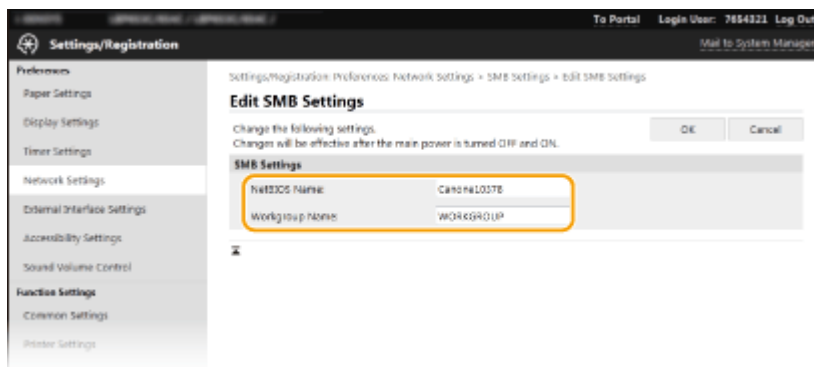 To Portal Login User: 7654321 Log Out
Settings/Registration
Mail to System Manager
Preferences
Paper Settings
Display Settings
Timer Settings
Network Settings
External Interface Settings
Accessibility Settings
Sound Volume Control
Function Settings
Common Settings
Printer Settings
Settings/Registration: Preferences: Network Settings > SMB Settings > Edit SMB Settings
Edit SMB Settings
Change the following settings.
Changes will be effective after the main power is turned OFF and ON.
OK Cancel
SMB Settings
NetBIOS Name: Canone10378
Workgroup Name: WORKGROUP